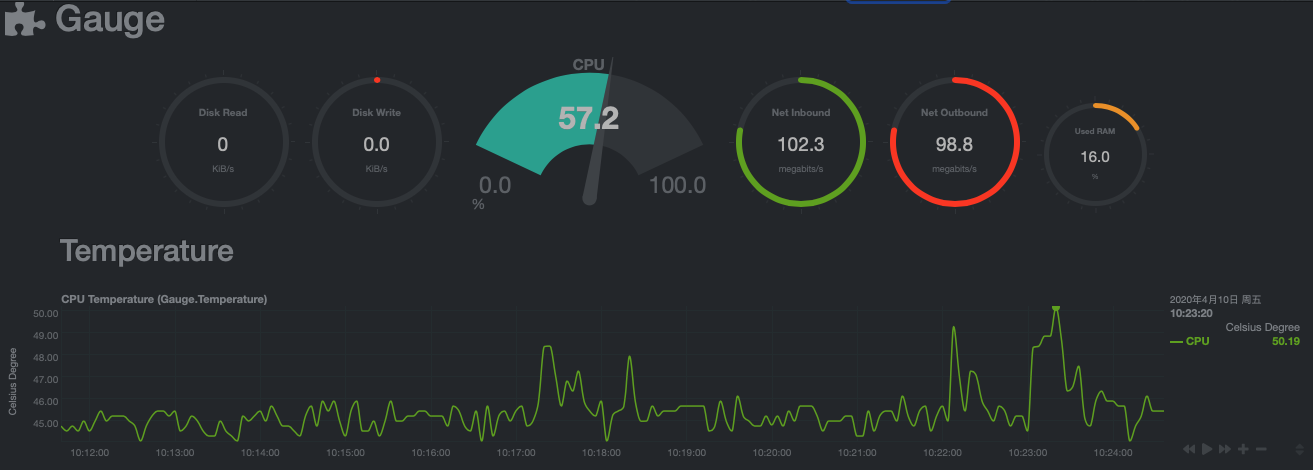 Gauge
Disk Read
0
KiB/s
Disk Write
0.0
KiB/s
CPU
57.2
0.0
100.0
%
Net Inbound
102.3
megabits/s
Net Outbound
98.8
megabits/s
Used RAM
16.0
%
Temperature
CPU Temperature (Gauge.Temperature)
Celsius Degree
50.00
49.00
48.00
47.00
46.00
45.00
10:12:00
10:13:00
10:14:00
10:15:00
10:16:00
10:17:00
10:18:00
10:19:00
10:20:00
10:21:00
10:22:00
10:23:00
10:24:00
2020年4月10日 周五
10:23:20
Celsius Degree
CPU 50.19